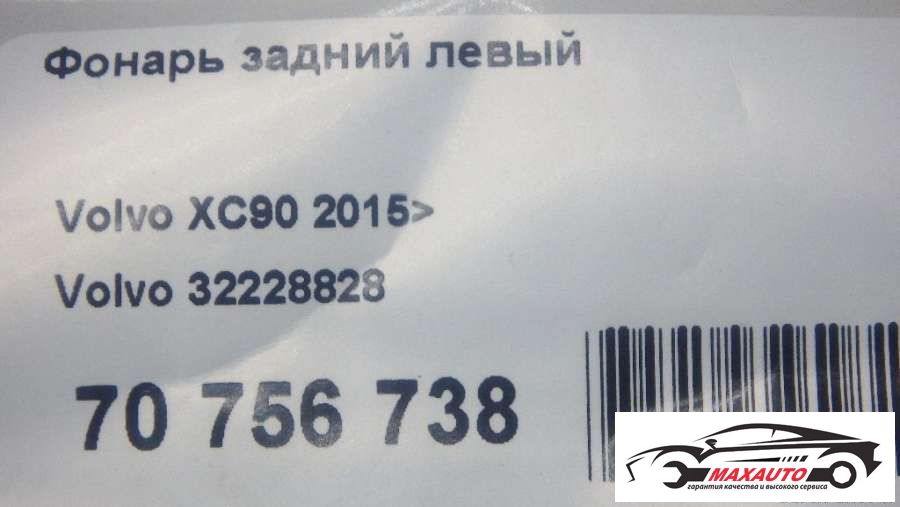 Фонарь задний левый
Volvo XC90 2015>
Volvo 32228828
70 756 738
MAXAUTO
гарантия качества и высокого сервиса